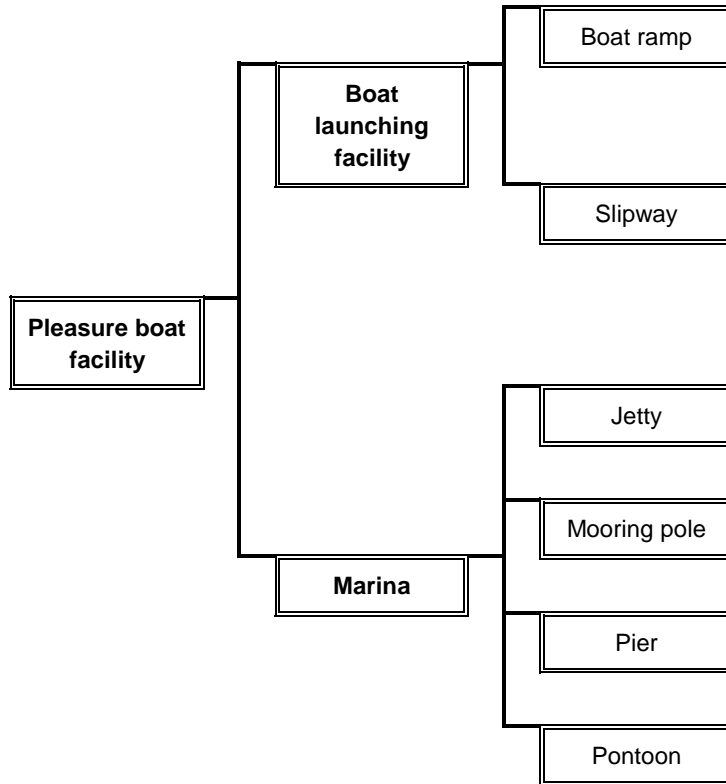 Boat ramp
Boat
launching
facility
Slipway
Pleasure boat
facility
Jetty
Mooring pole
Marina
Pier
Pontoon